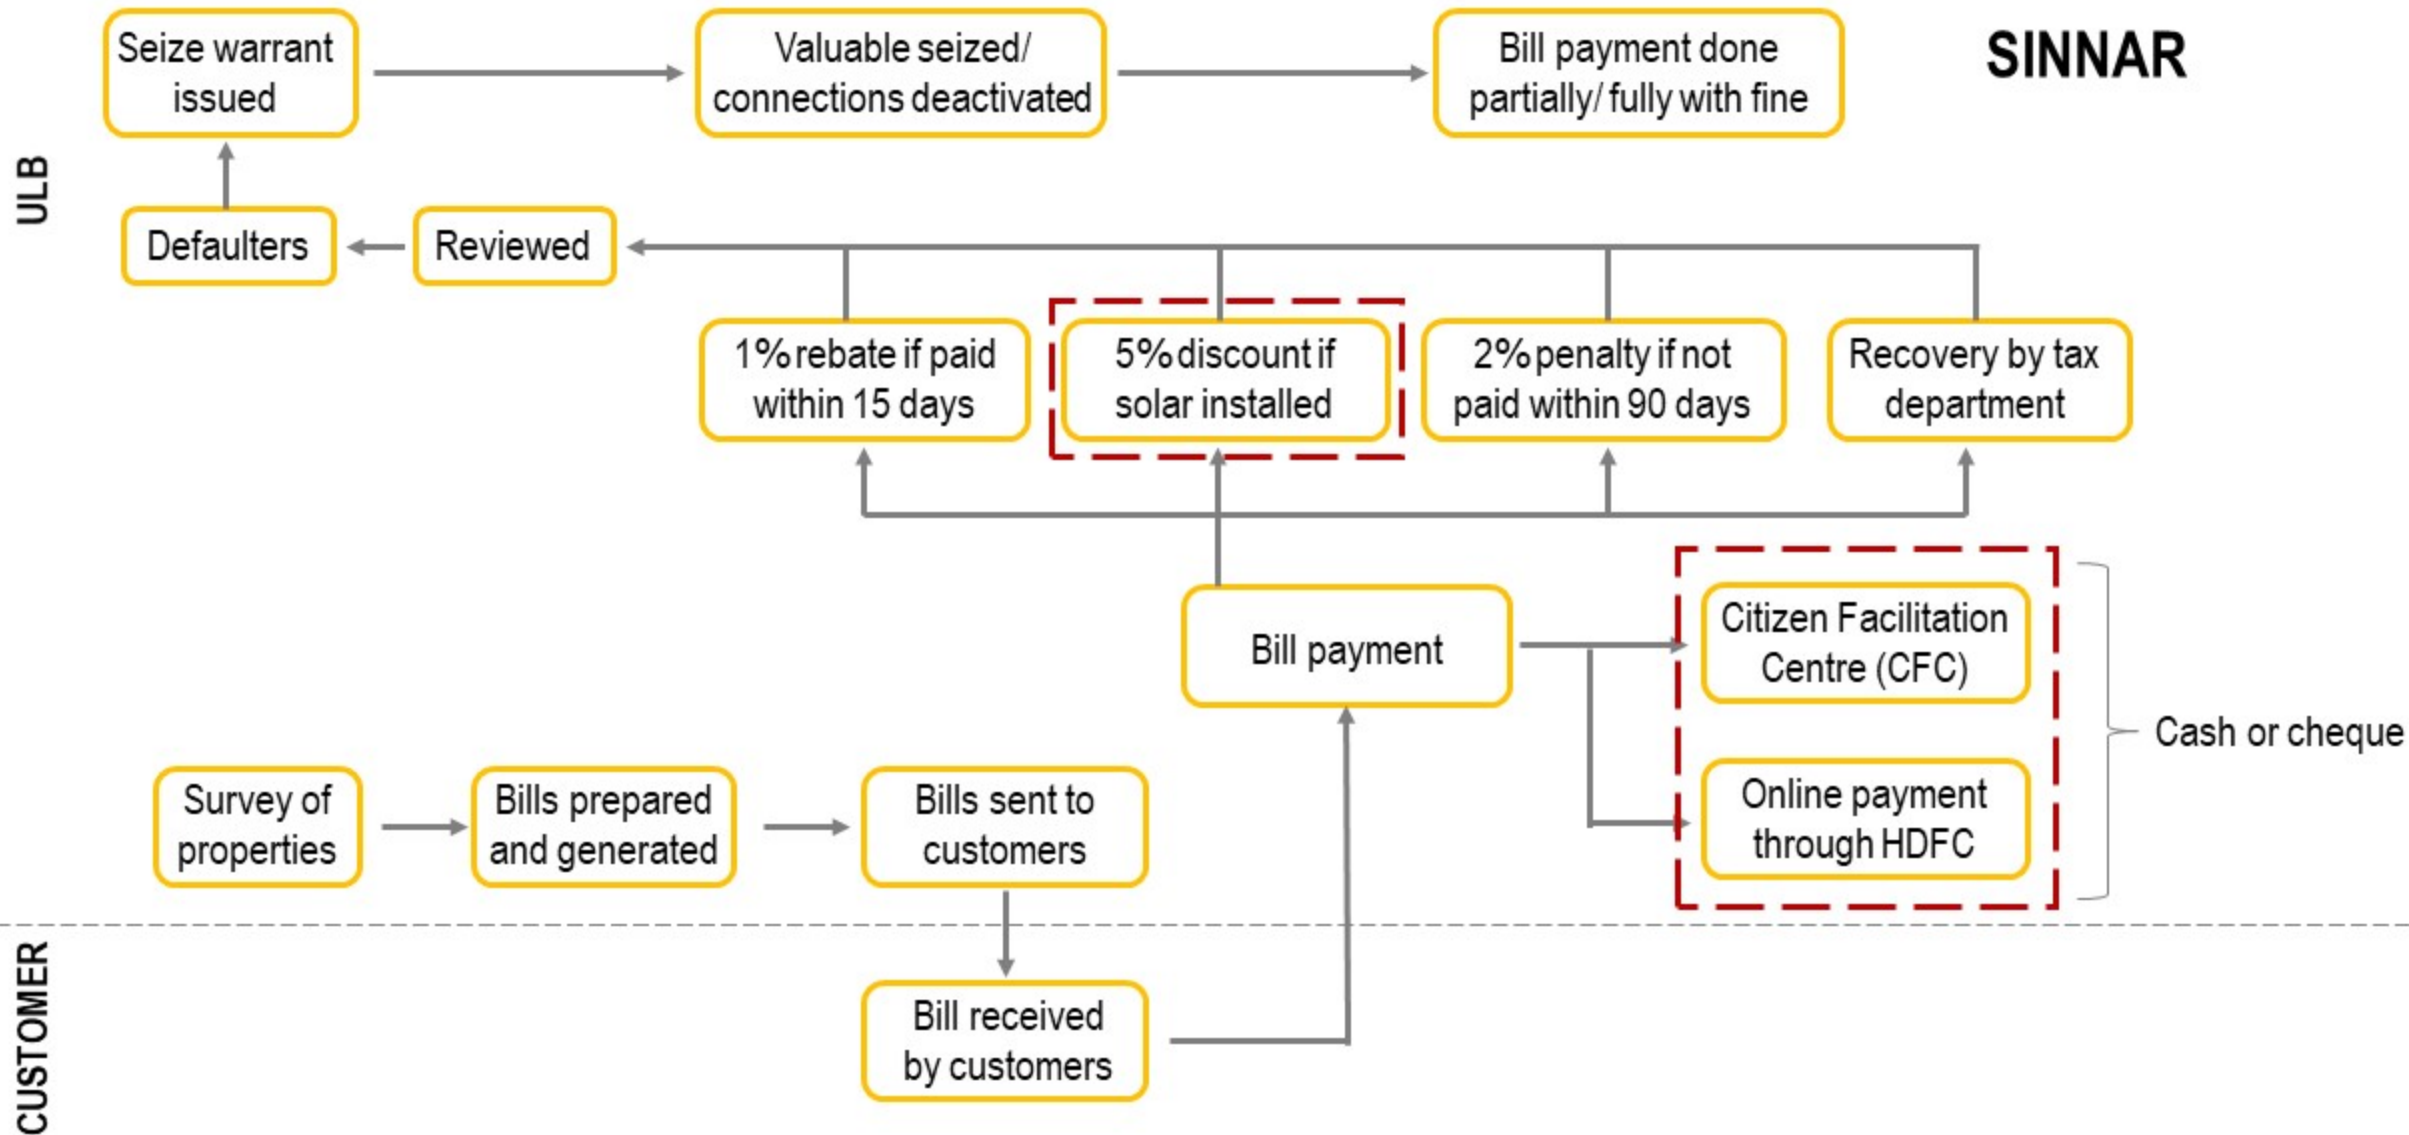 SINNAR
ULB
Seize warrant
issued
Valuable seized/
connections deactivated
Bill payment done
partially/ fully with fine
Defaulters
Reviewed
1% rebate if paid
within 15 days
5% discount if
solar installed
2% penalty if not
paid within 90 days
Recovery by tax
department
Bill payment
Citizen Facilitation
Centre (CFC)
Online payment
through HDFC
Cash or cheque
Survey of
properties
Bills prepared
and generated
Bills sent to
customers
CUSTOMER
Bill received
by customers